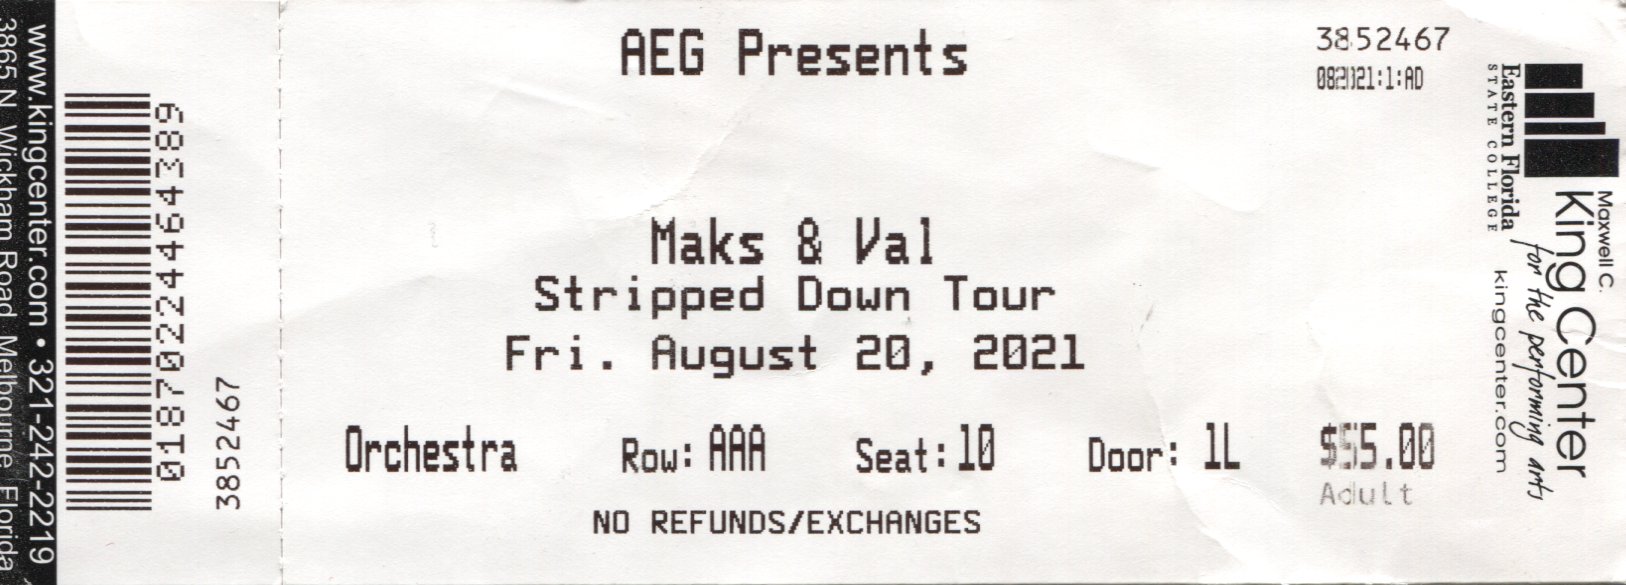 3865 N. Wickham Road Melbourne Florida
www.kingcenter.com • 321-242-2219
018702244643​89
3852467
AEG Presents
Maks & Val
Stripped Down Tour
Fri. August 20, 2021
Orchestra Row: AAA Seat: 10 Door: 1L $55.00
Adult
NO REFUNDS/EXCHANGES
3852467
082021:1:AD
Maxwell C.
King Center
for the performing arts
Eastern Florida
STATE COLLEGE
kingcenter.com